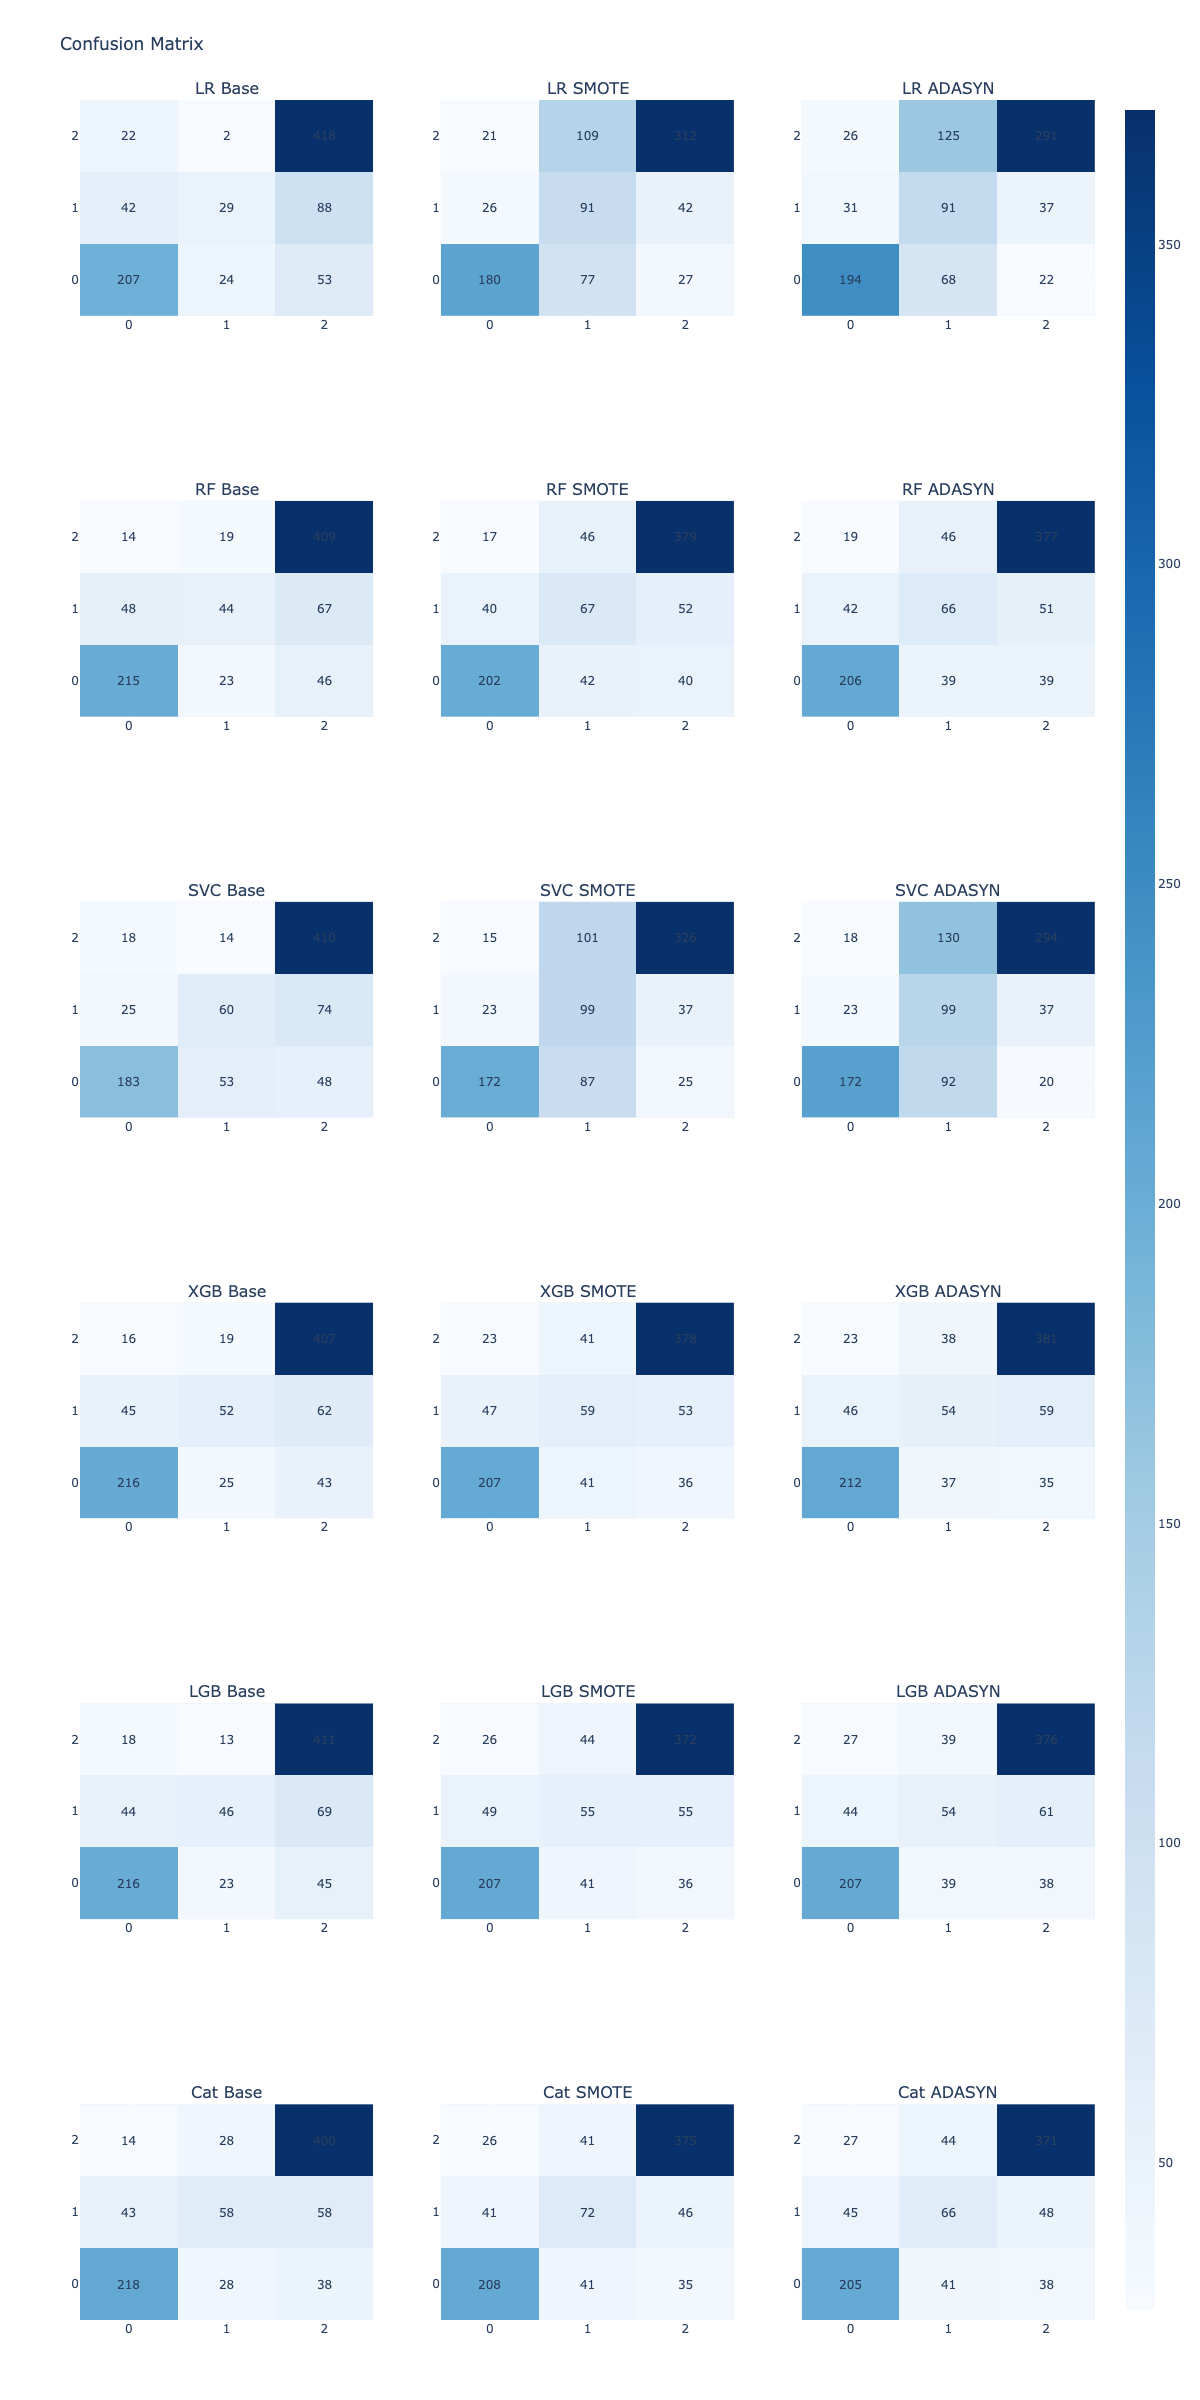 Confusion Matrix
LR Base LR SMOTE LR ADASYN
2 22 2 418 2 21 109 312 2 26 125 291
1 42 29 88 1 26 91 42 1 31 91 37
0 207 24 53 0 180 77 27 0 194 68 22
0 1 2 0 1 2 0 1 2
RF Base RF SMOTE RF ADASYN
2 14 19 409 2 17 46 379 2 19 46 377
1 48 44 67 1 40 67 52 1 42 66 51
0 215 23 46 0 202 42 40 0 206 39 39
0 1 2 0 1 2 0 1 2
SVC Base SVC SMOTE SVC ADASYN
2 18 14 410 2 15 101 326 2 18 130 294
1 25 60 74 1 23 99 37 1 23 99 37
0 183 53 48 0 172 87 25 0 172 92 20
0 1 2 0 1 2 0 1 2
XGB Base XGB SMOTE XGB ADASYN
2 16 19 407 2 23 41 378 2 23 38 381
1 45 52 62 1 47 59 53 1 46 54 59
0 216 25 43 0 207 41 36 0 212 37 35
0 1 2 0 1 2 0 1 2
LGB Base LGB SMOTE LGB ADASYN
2 18 13 411 2 26 44 372 2 27 39 376
1 44 46 69 1 49 55 55 1 44 54 61
0 216 23 45 0 207 41 36 0 207 39 38
0 1 2 0 1 2 0 1 2
Cat Base Cat SMOTE Cat ADASYN
2 14 28 400 2 26 41 375 2 27 44 371
1 43 58 58 1 41 72 46 1 45 66 48
0 218 28 38 0 208 41 35 0 205 41 38
0 1 2 0 1 2 0 1 2
350
300
250
200
150
100
50